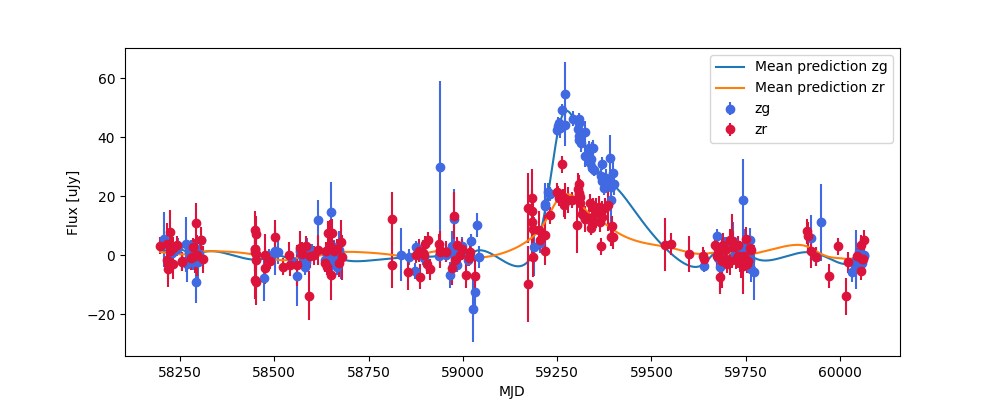 Mean prediction zg
Mean prediction zr
zg
zr
60
40
20
0
−20
Flux [uJy]
58250 58500 58750 59000 59250 59500 59750 60000
MJD